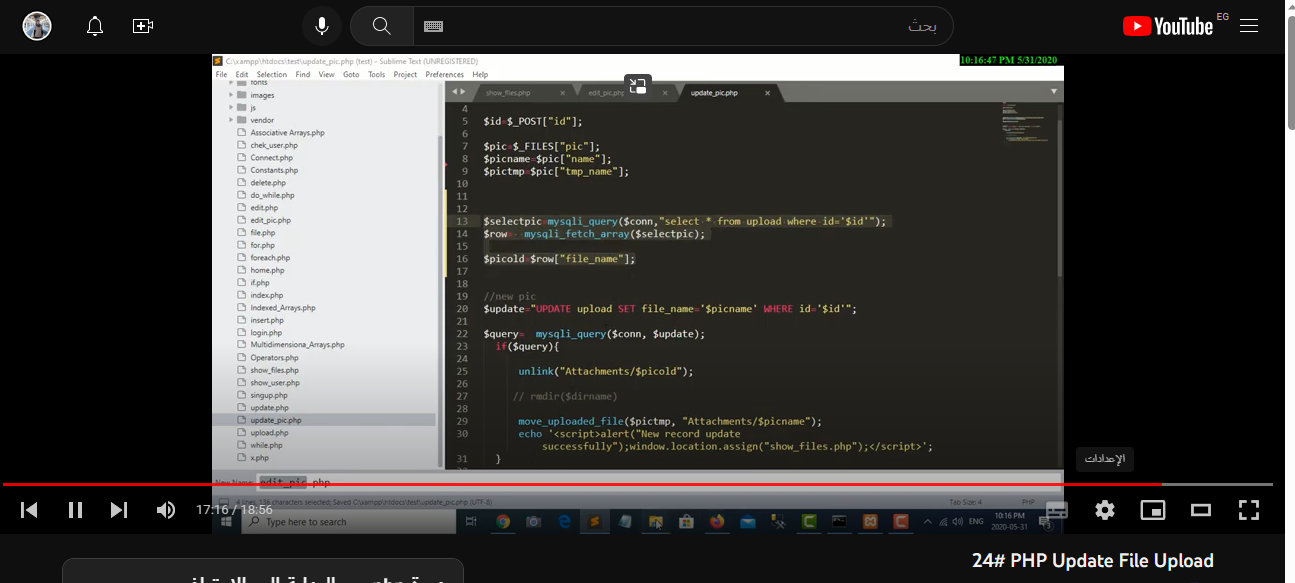 بحث
YouTube EG
C:\xampp\htdocs\test\update_pic.php (test) - Sublime Text (UNREGISTERED)
10:16:47 PM 5/31/2020
File Edit Selection Find View Goto Tools Project Preferences Help
fonts
images
js
vendor
Associative Arrays.php
chek_user.php
Connect.php
Constants.php
delete.php
do_while.php
edit.php
edit_pic.php
file.php
for.php
foreach.php
home.php
if.php
index.php
Indexed_Arrays.php
insert.php
login.php
Multidimensiona_Arrays.php
Operators.php
show_files.php
show_user.php
singup.php
update.php
update_pic.php
upload.php
while.php
x.php
show_files.php edit_pic.php update_pic.php
4
5 $id=$_POST["id"];
6
7 $pic=$_FILES["pic"];
8 $picname=$pic["name"];
9 $pictmp=$pic["tmp_name"];
10
11
12
13 $selectpic=mysqli_query($conn,"select * from upload where id='$id'");
14 $row= mysqli_fetch_array($selectpic);
15
16 $picold=$row["file_name"];
17
18
19 //new pic
20 $update="UPDATE upload SET file_name='$picname' WHERE id='$id'";
21
22 $query= mysqli_query($conn, $update);
23 if($query){
24
25 unlink("Attachments/$picold");
26
27 // rmdir($dirname)
28
29 move_uploaded_file($pictmp, "Attachments/$picname");
30 echo '<script>alert("New record update
successfully");window.location.assign("show_files.php");</script>';
31 }
New Name: edit_pic.php
4 lines, 136 characters selected; Saved C:\xampp\htdocs\test\update_pic.php (UTF-8)
Tab Size: 4 PHP
الإعدادات
17:16 / 18:56
Type here to search
ENG
10:16 PM
2020-05-31
24# PHP Update File Upload